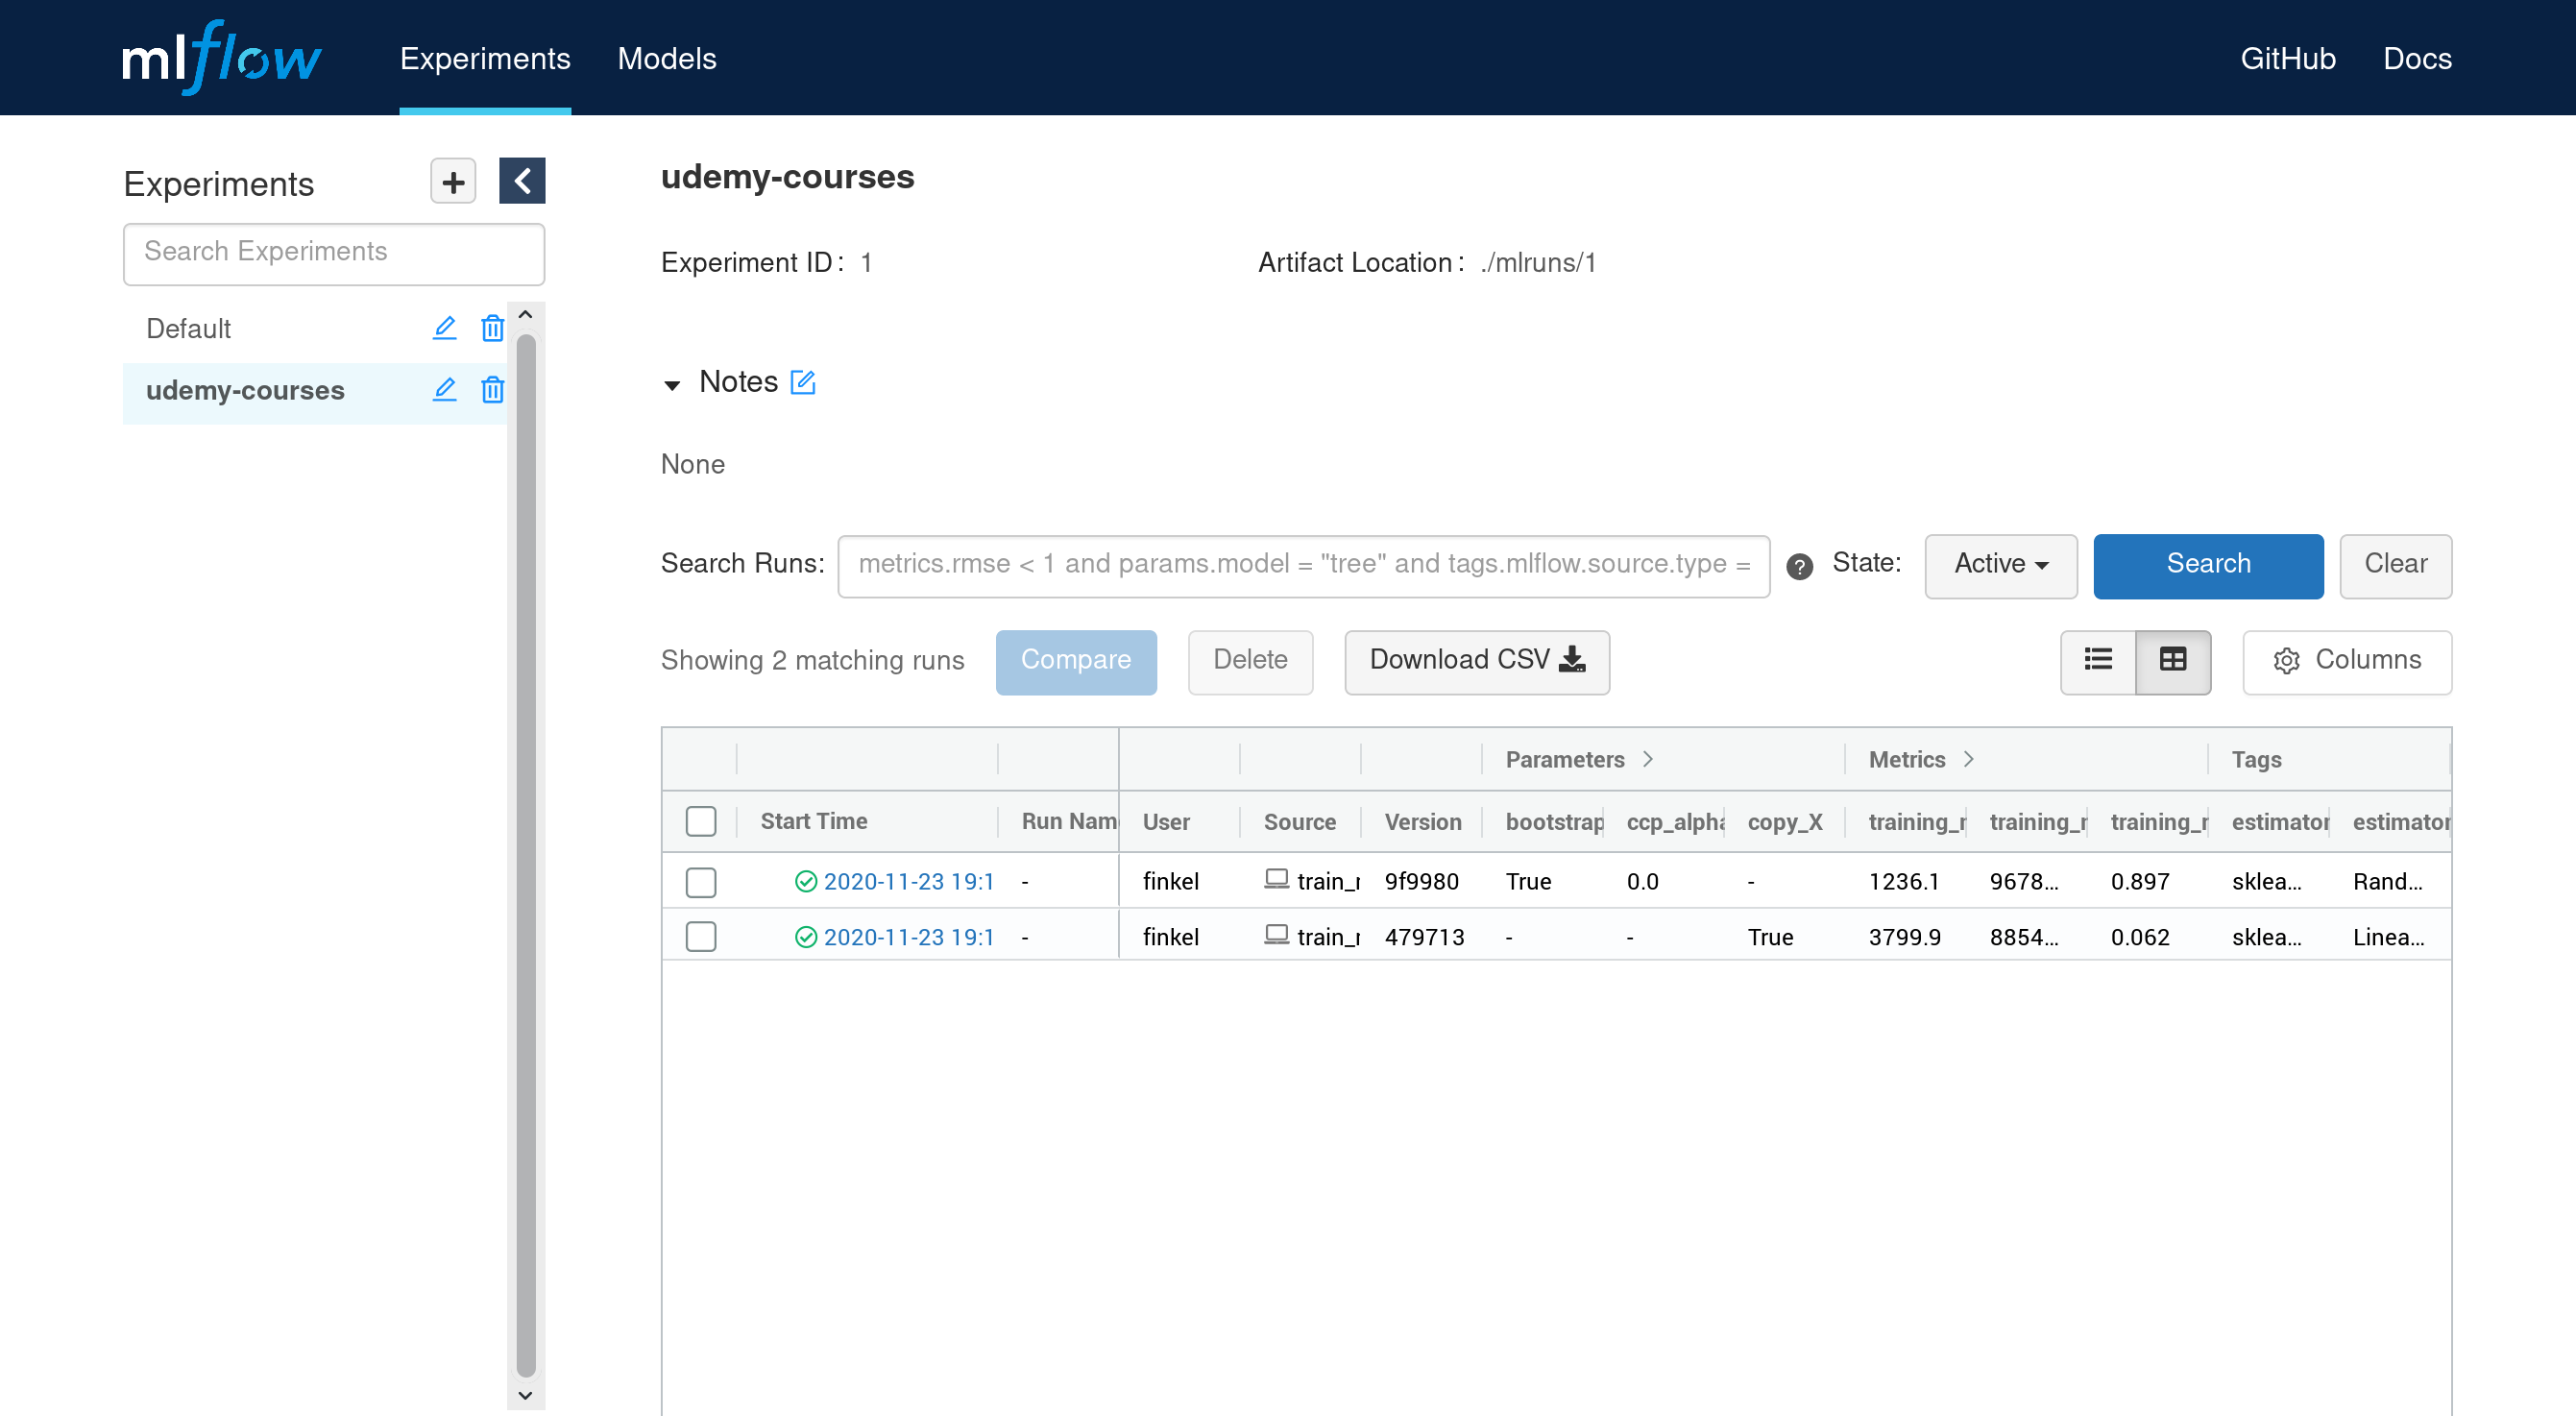 mlflow Experiments Models GitHub Docs
Experiments
Search Experiments
Default
udemy-courses
udemy-courses
Experiment ID: 1 Artifact Location: ./mlruns/1
Notes
None
Search Runs: metrics.rmse < 1 and params.model = "tree" and tags.mlflow.source.type = ? State: Active Search Clear
Showing 2 matching runs Compare Delete Download CSV Columns
Parameters > Metrics > Tags
Start Time Run Nam User Source Version bootstrap ccp_alpha copy_X training_r training_r training_r estimator estimator
2020-11-23 19:1 - finkel train_r 9f9980 True 0.0 - 1236.1 9678... 0.897 sklea... Rand...
2020-11-23 19:1 - finkel train_r 479713 - - True 3799.9 8854... 0.062 sklea... Linea...